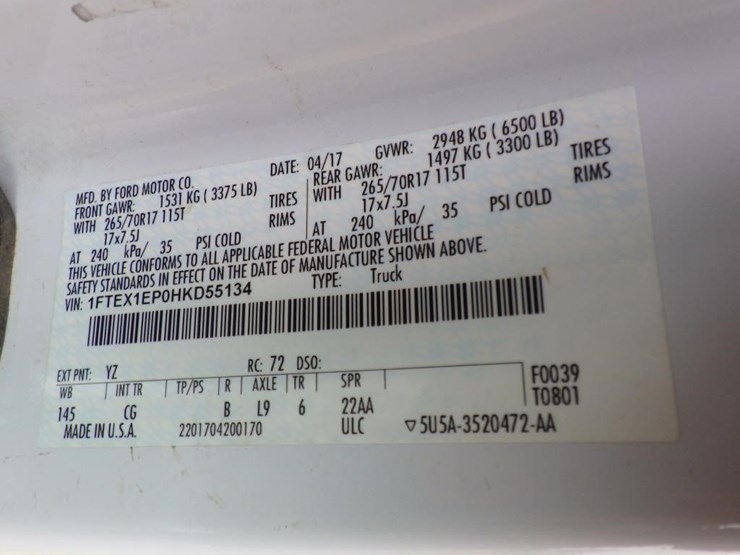 MFD. BY FORD MOTOR CO. DATE: 04/17 GVWR: 2948 KG ( 6500 LB)
FRONT GAWR: 1531 KG ( 3375 LB) REAR GAWR: 1497 KG ( 3300 LB)
WITH 265/70R17 115T TIRES WITH 265/70R17 115T TIRES
17x7.5J RIMS 17x7.5J RIMS
AT 240 kPa/ 35 PSI COLD AT 240 kPa/ 35 PSI COLD
THIS VEHICLE CONFORMS TO ALL APPLICABLE FEDERAL MOTOR VEHICLE
SAFETY STANDARDS IN EFFECT ON THE DATE OF MANUFACTURE SHOWN ABOVE.
VIN: 1FTEX1EP0HKD55134 TYPE: Truck
EXT PNT: YZ RC: 72 DSO:
WB INT TR TP/PS R AXLE TR SPR F0039
145 CG B L9 6 22AA T0801
MADE IN U.S.A. 2201704200170 ULC ▽5U5A-3520472-AA